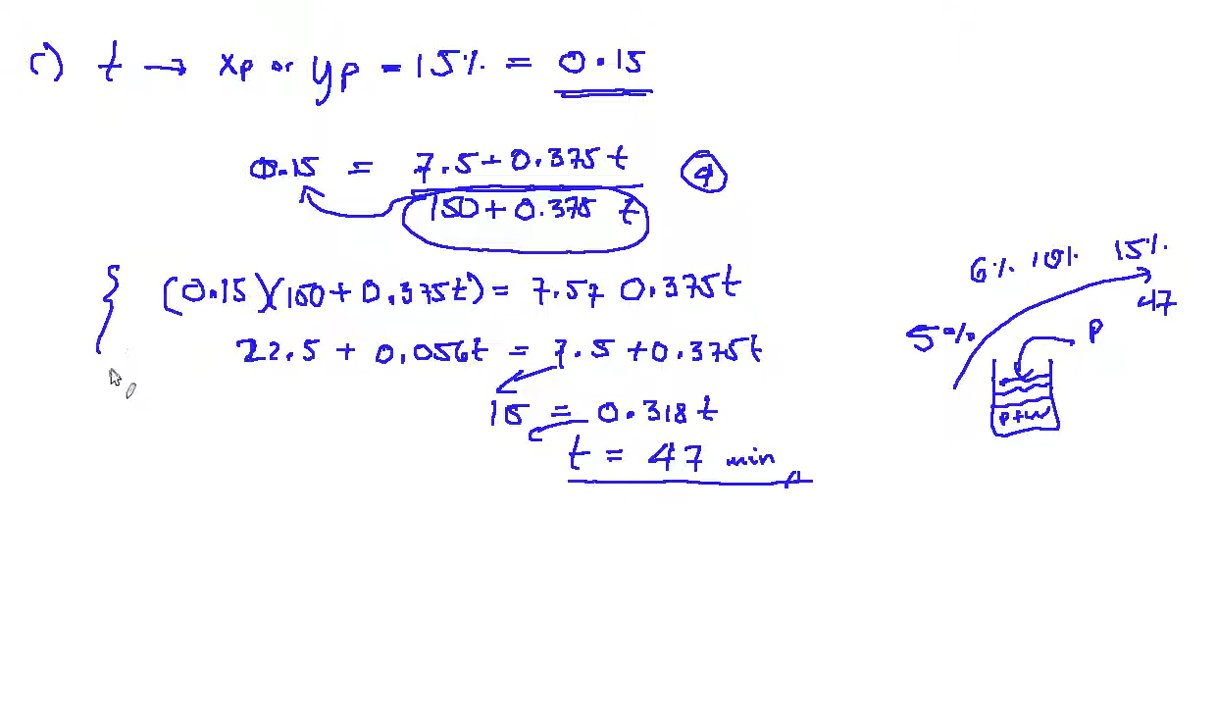 c) t → xp or yp = 15% = 0.15
0.15 = 7.5 + 0.375 t
150 + 0.375 t
④
(0.15)(150 + 0.375t) = 7.5+ 0.375t
22.5 + 0.056t = 7.5 + 0.375t
15 = 0.318 t
t = 47 min
5% 6% 10% 15%
47
P
P+W